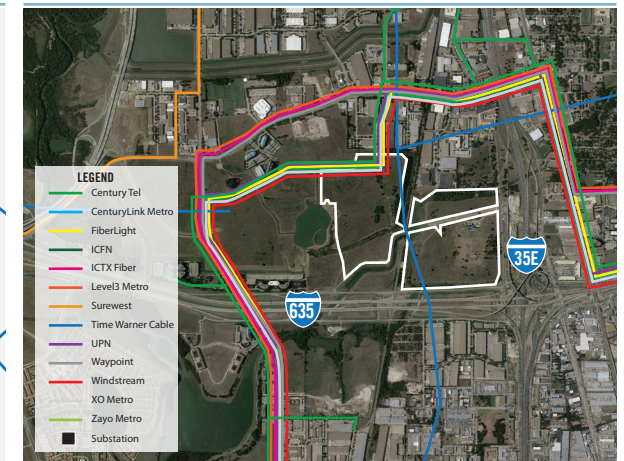 LEGEND
Century Tel
CenturyLink Metro
FiberLight
ICFN
ICTX Fiber
Level3 Metro
Surewest
Time Warner Cable
UPN
Waypoint
Windstream
XO Metro
Zayo Metro
Substation
635
35E